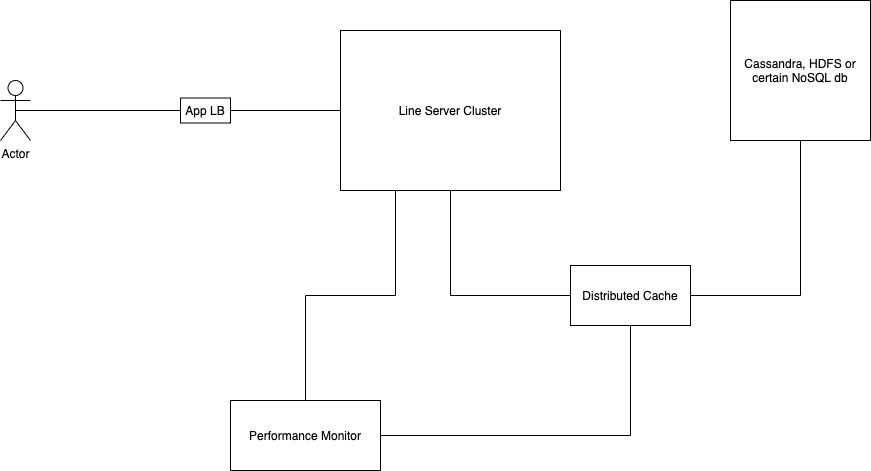 Cassandra, HDFS or
certain NoSQL db
App LB
Line Server Cluster
Actor
Distributed Cache
Performance Monitor